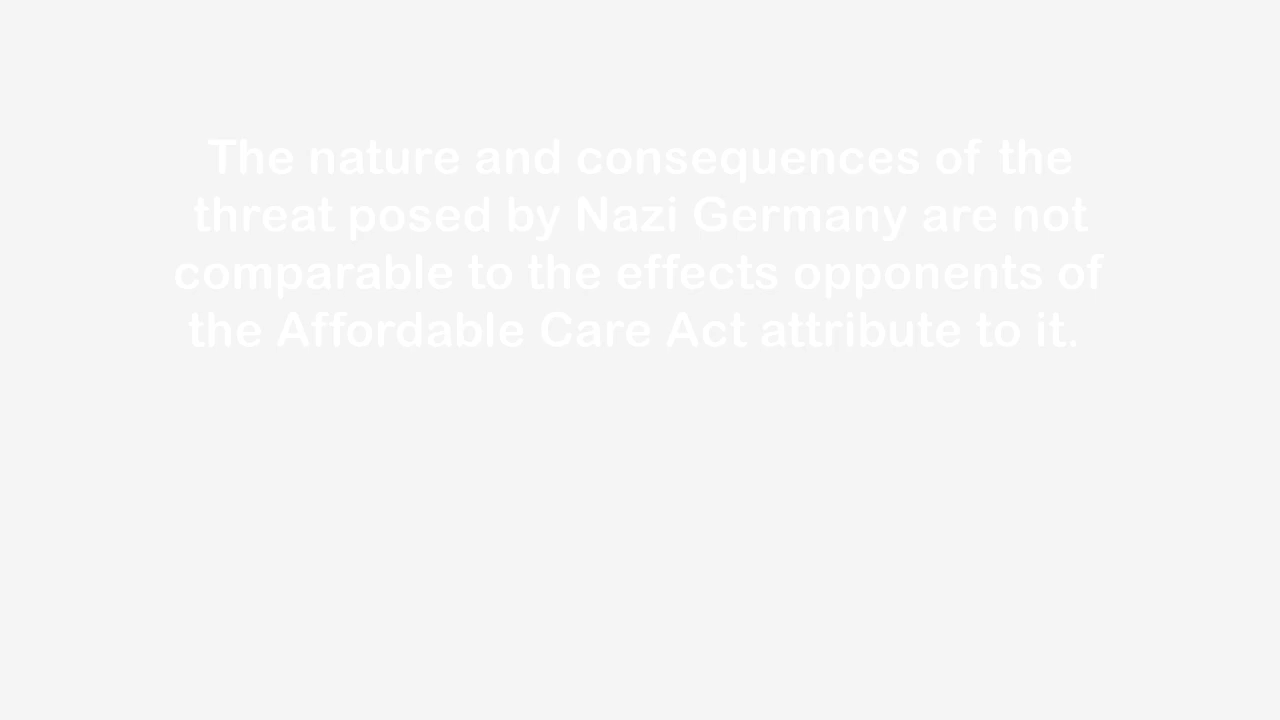 The nature and consequences of the
threat posed by Nazi Germany are not
comparable to the effects opponents of
the Affordable Care Act attribute to it.